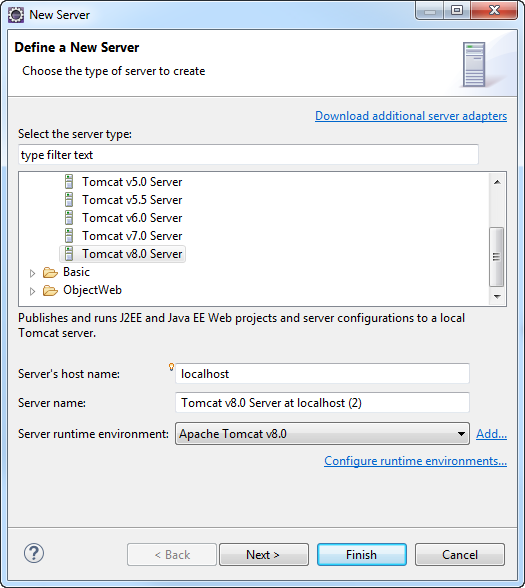 New Server
Define a New Server
Choose the type of server to create
Download additional server adapters
Select the server type:
type filter text
Tomcat v5.0 Server
Tomcat v5.5 Server
Tomcat v6.0 Server
Tomcat v7.0 Server
Tomcat v8.0 Server
Basic
ObjectWeb
Publishes and runs J2EE and Java EE Web projects and server configurations to a local
Tomcat server.
Server's host name: localhost
Server name: Tomcat v8.0 Server at localhost (2)
Server runtime environment: Apache Tomcat v8.0 Add...
Configure runtime environments...
< Back Next > Finish Cancel